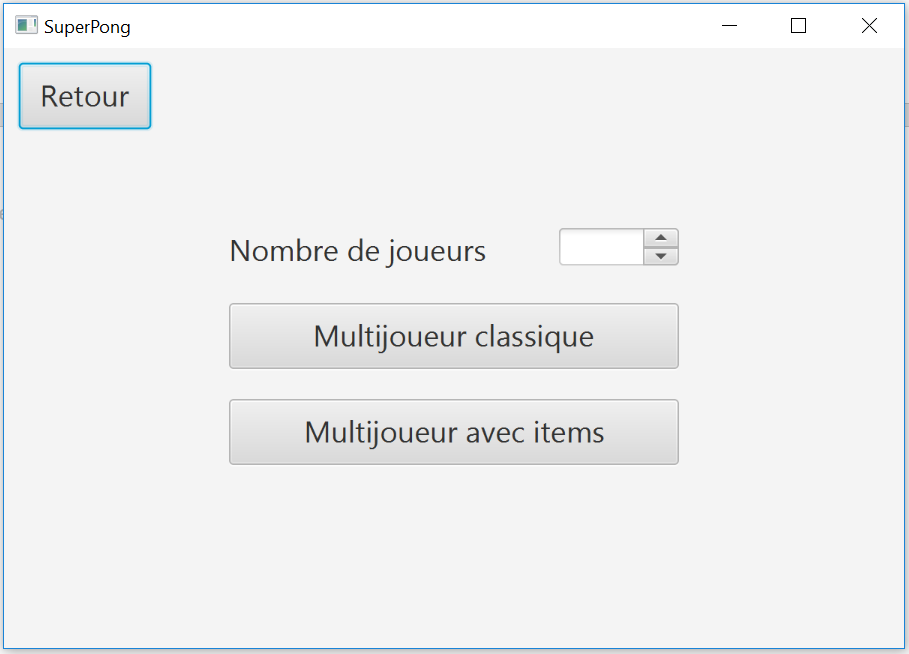 SuperPong
Retour
Nombre de joueurs
Multijoueur classique
Multijoueur avec items